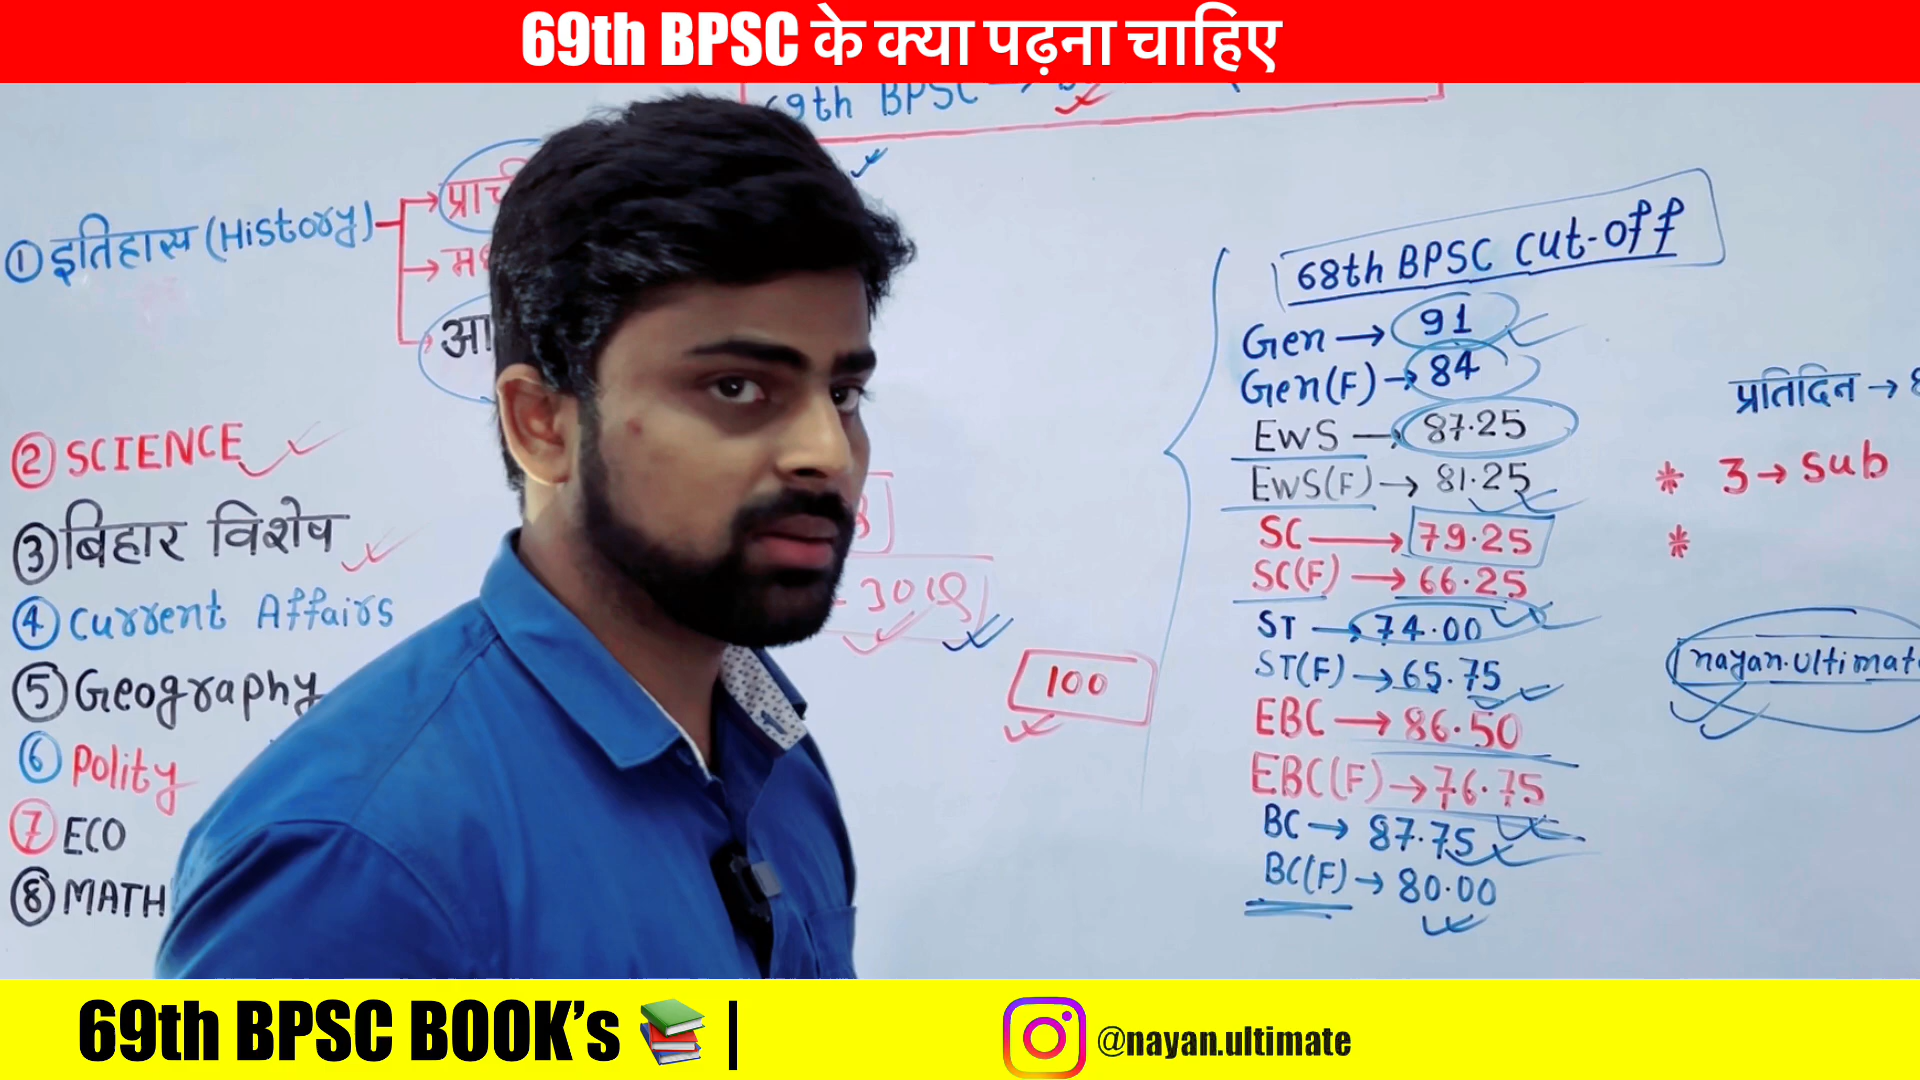 69th BPSC के क्या पढ़ना चाहिए
69th BPSC →
① इतिहास (History)
② SCIENCE
③ बिहार विशेष
④ Current Affairs
⑤ Geography
⑥ Polity
⑦ ECO
⑧ MATH
100
68th BPSC Cut-off
Gen → 91
Gen(F) → 84
EWS → 87.25
EWS(F) → 81.25
SC → 79.25
SC(F) → 66.25
ST → 74.00
ST(F) → 65.75
EBC → 86.50
EBC(F) → 76.75
BC → 87.75
BC(F) → 80.00
प्रतिदिन →
* 3 → Sub
*
nayan.ultimate
69th BPSC BOOK’s 📚 |
@nayan.ultimate